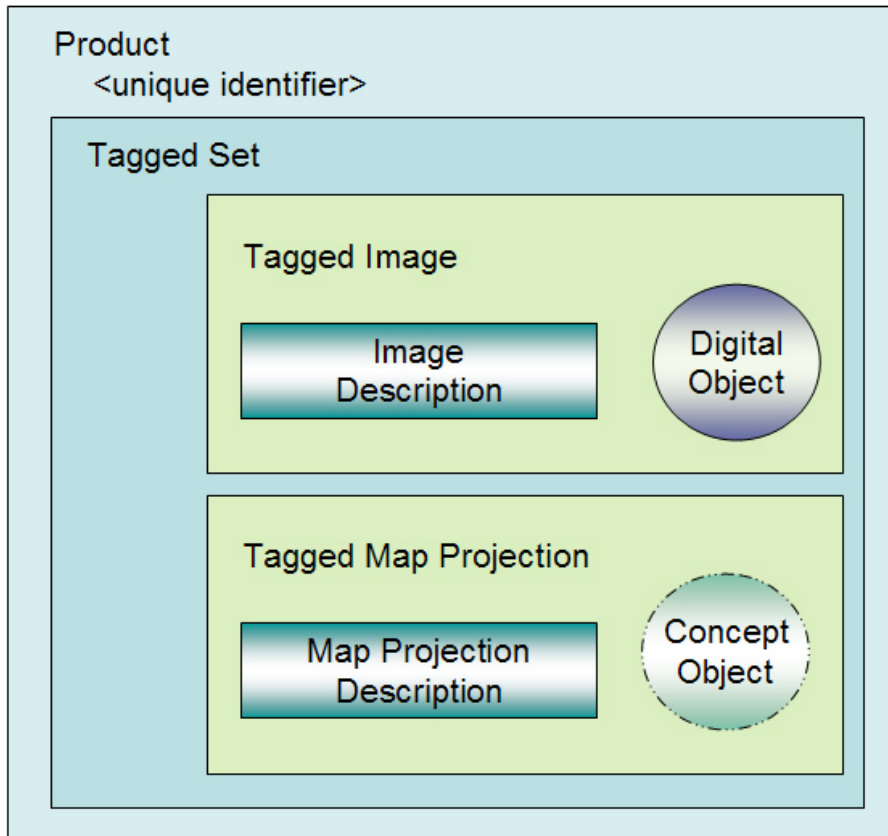 Product
<unique identifier>
Tagged Set
Tagged Image
Image
Description
Digital
Object
Tagged Map Projection
Map Projection
Description
Concept
Object